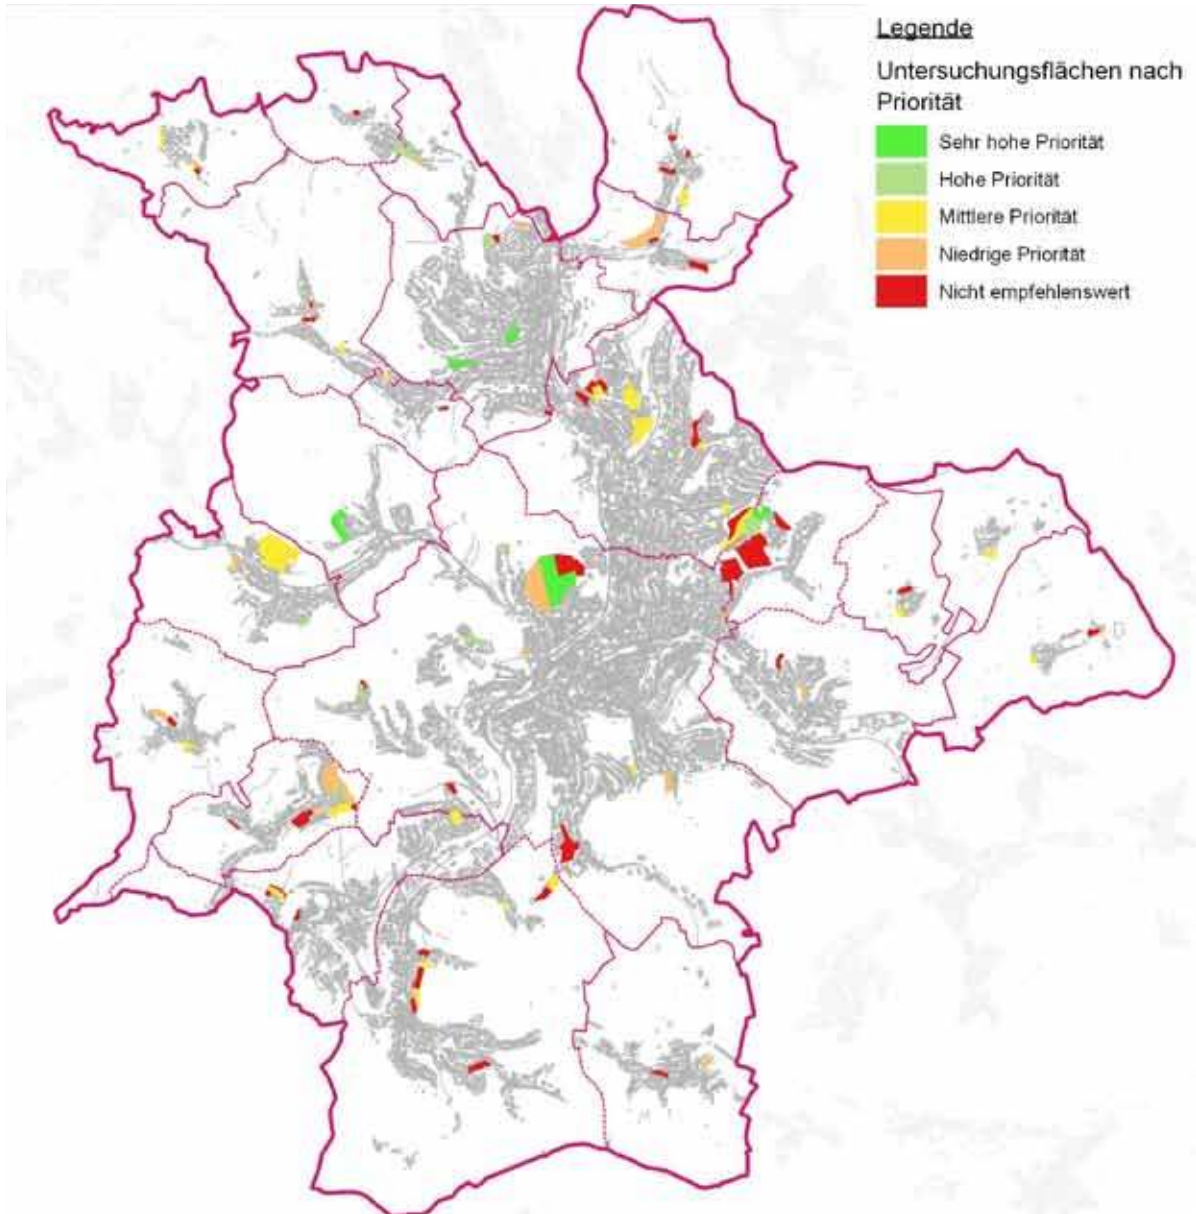 Legende
Untersuchungsflächen nach
Priorität
Sehr hohe Priorität
Hohe Priorität
Mittlere Priorität
Niedrige Priorität
Nicht empfehlenswert